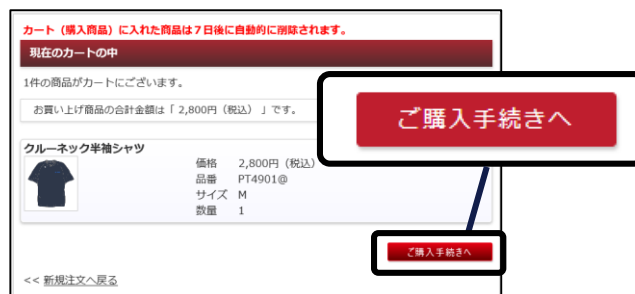 カート（購入商品）に入れた商品は７日後に自動的に削除されます。
現在のカートの中
1件の商品がカートにございます。
お買い上げ商品の合計金額は「 2,800円（税込） 」です。
ご購入手続きへ
クルーネック半袖シャツ
価格 2,800円（税込）
品番 PT4901@
サイズ M
数量 1
ご購入手続きへ
<< 新規注文へ戻る